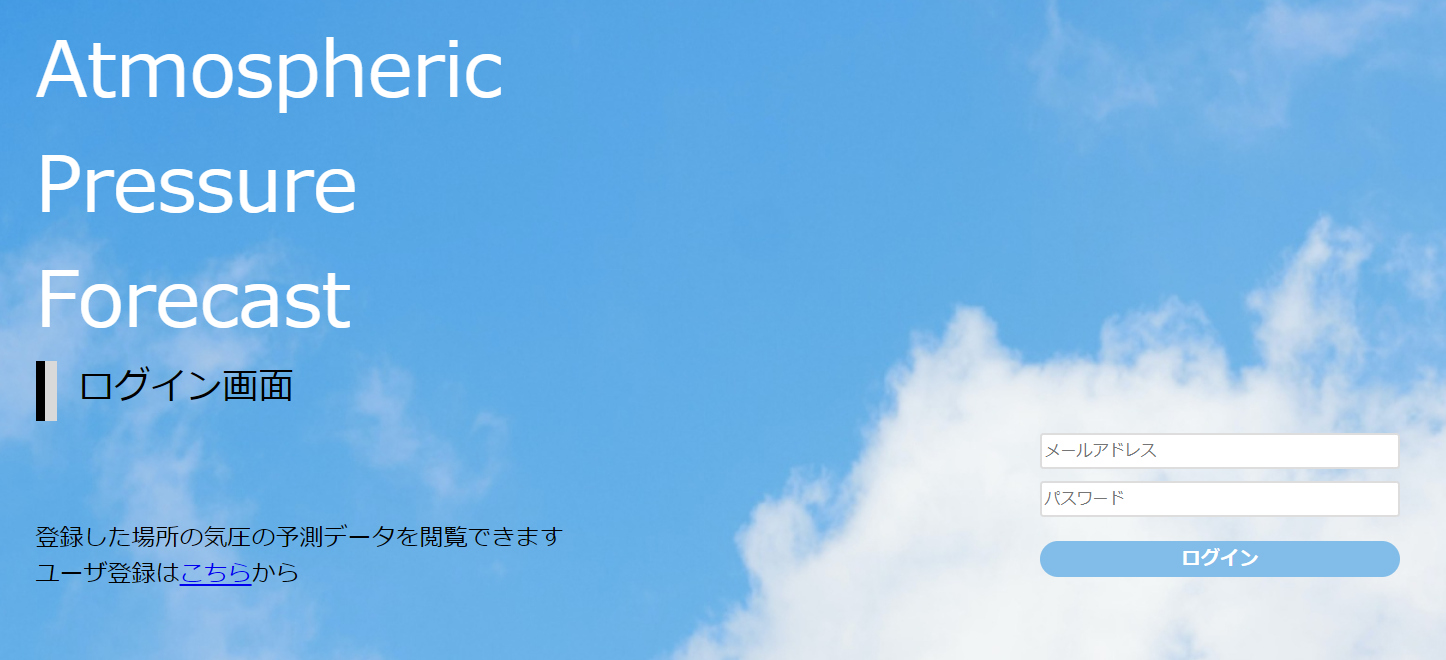 Atmospheric
Pressure
Forecast
ログイン画面
メールアドレス
パスワード
ログイン
登録した場所の気圧の予測データを閲覧できます
ユーザ登録はこちらから